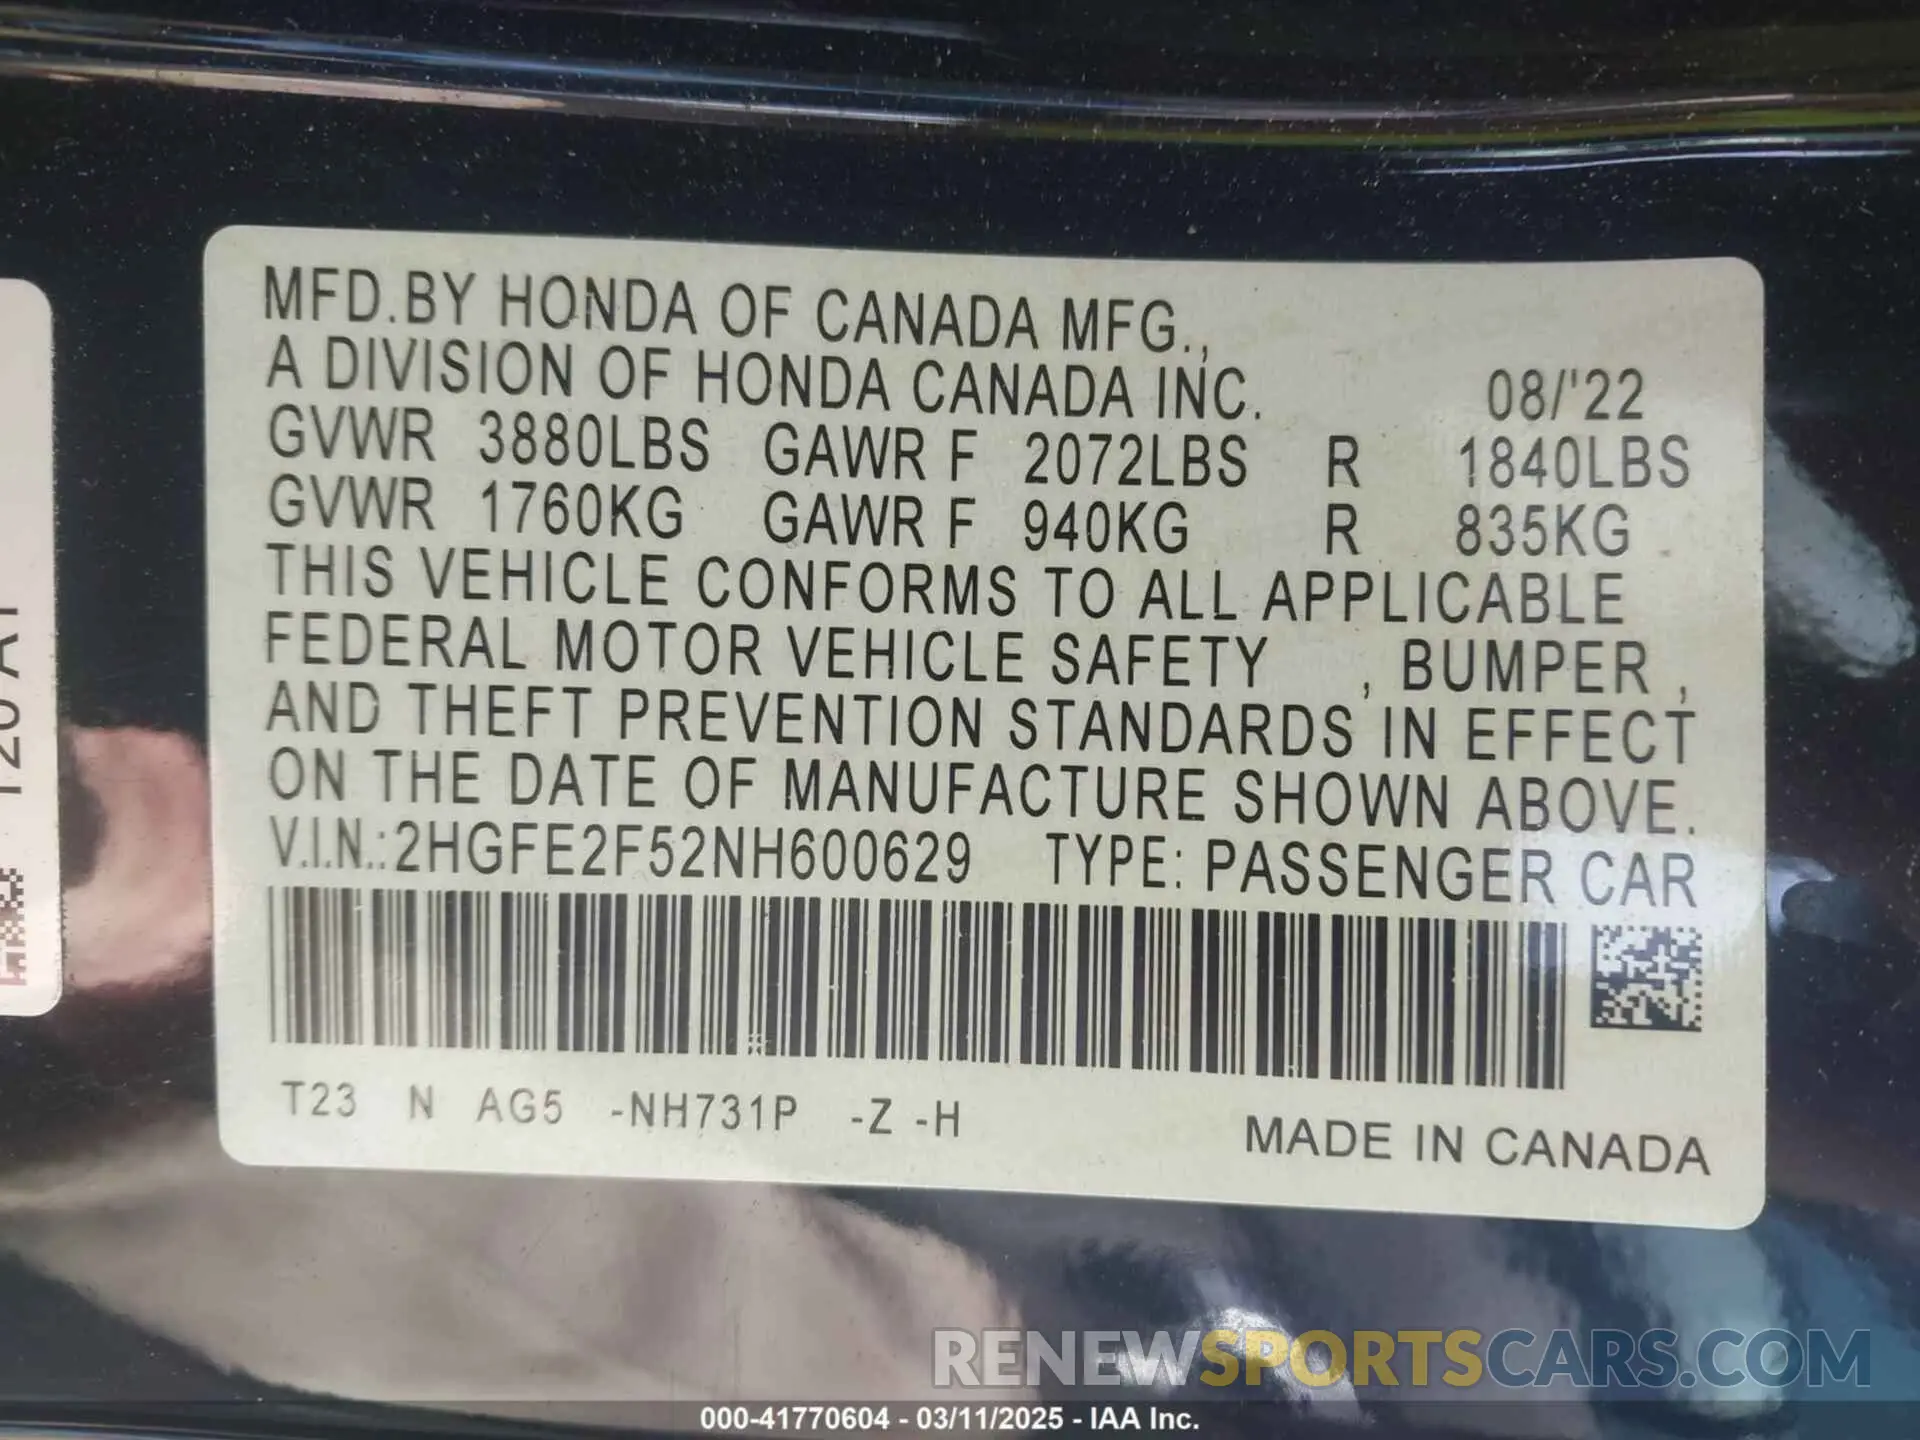 MFD.BY HONDA OF CANADA MFG.,
A DIVISION OF HONDA CANADA INC. 08/'22
GVWR 3880LBS GAWR F 2072LBS R 1840LBS
GVWR 1760KG GAWR F 940KG R 835KG
THIS VEHICLE CONFORMS TO ALL APPLICABLE
FEDERAL MOTOR VEHICLE SAFETY , BUMPER ,
AND THEFT PREVENTION STANDARDS IN EFFECT
ON THE DATE OF MANUFACTURE SHOWN ABOVE.
V.I.N.:2HGFE2F52NH600629 TYPE: PASSENGER CAR
T23 N AG5 -NH731P -Z -H
MADE IN CANADA
RENEWSPORTSCARS.COM
000-41770604 - 03/11/2025 - IAA Inc.